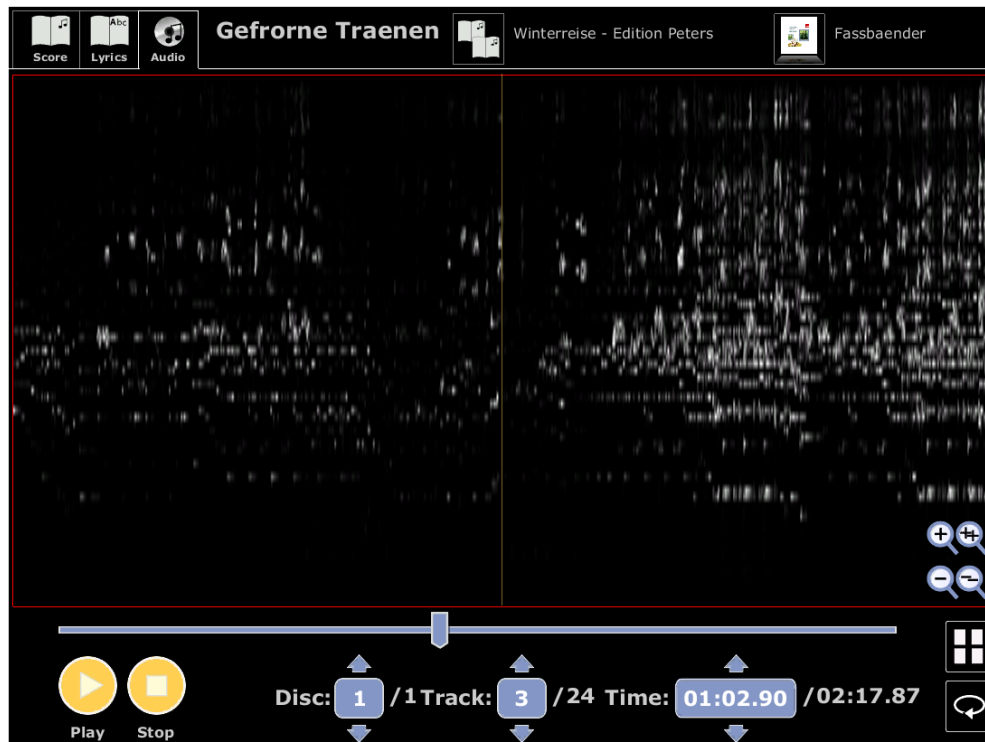 Score Lyrics Audio
Gefrorne Traenen
Winterreise - Edition Peters
Fassbaender
Disc: 1 /1 Track: 3 /24 Time: 01:02.90 /02:17.87
Play Stop